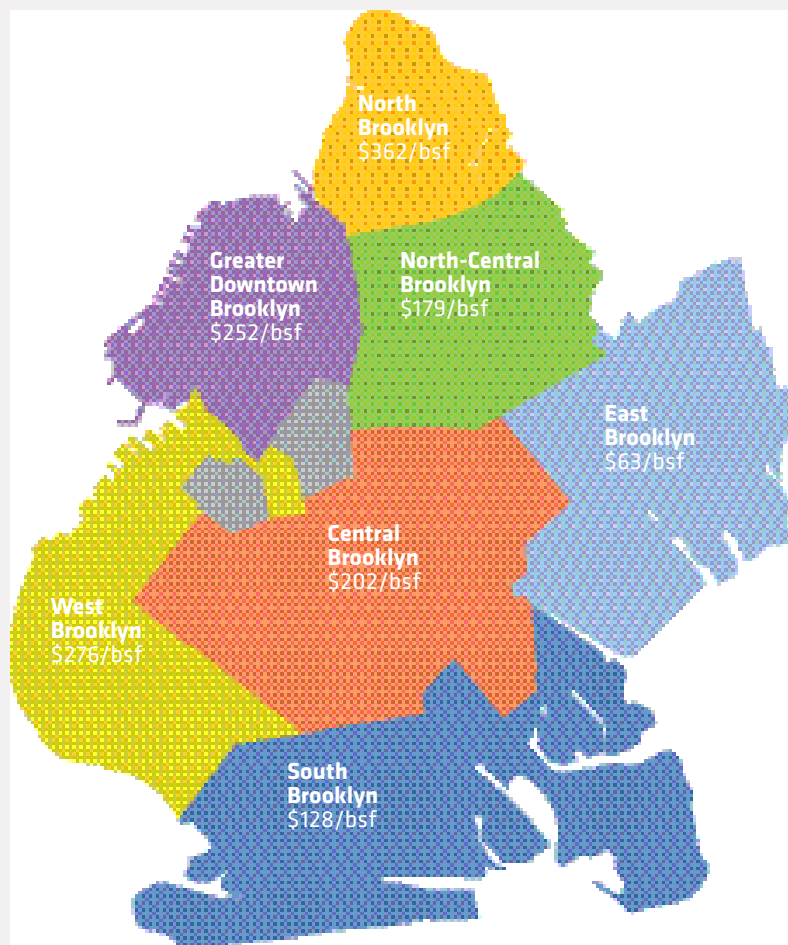 North
Brooklyn
$362/bsf
Greater
Downtown
Brooklyn
$252/bsf
North-Central
Brooklyn
$179/bsf
East
Brooklyn
$63/bsf
Central
Brooklyn
$202/bsf
West
Brooklyn
$276/bsf
South
Brooklyn
$128/bsf